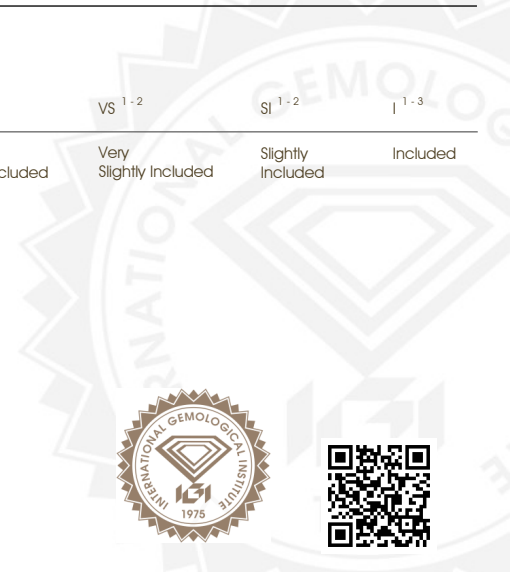 VS 1 - 2
SI 1 - 2
I 1 - 3
cluded
Very
Slightly Included
Slightly
Included
Included
INTERNATIONAL GEMOLOGICAL INSTITUTE
IGI
1975